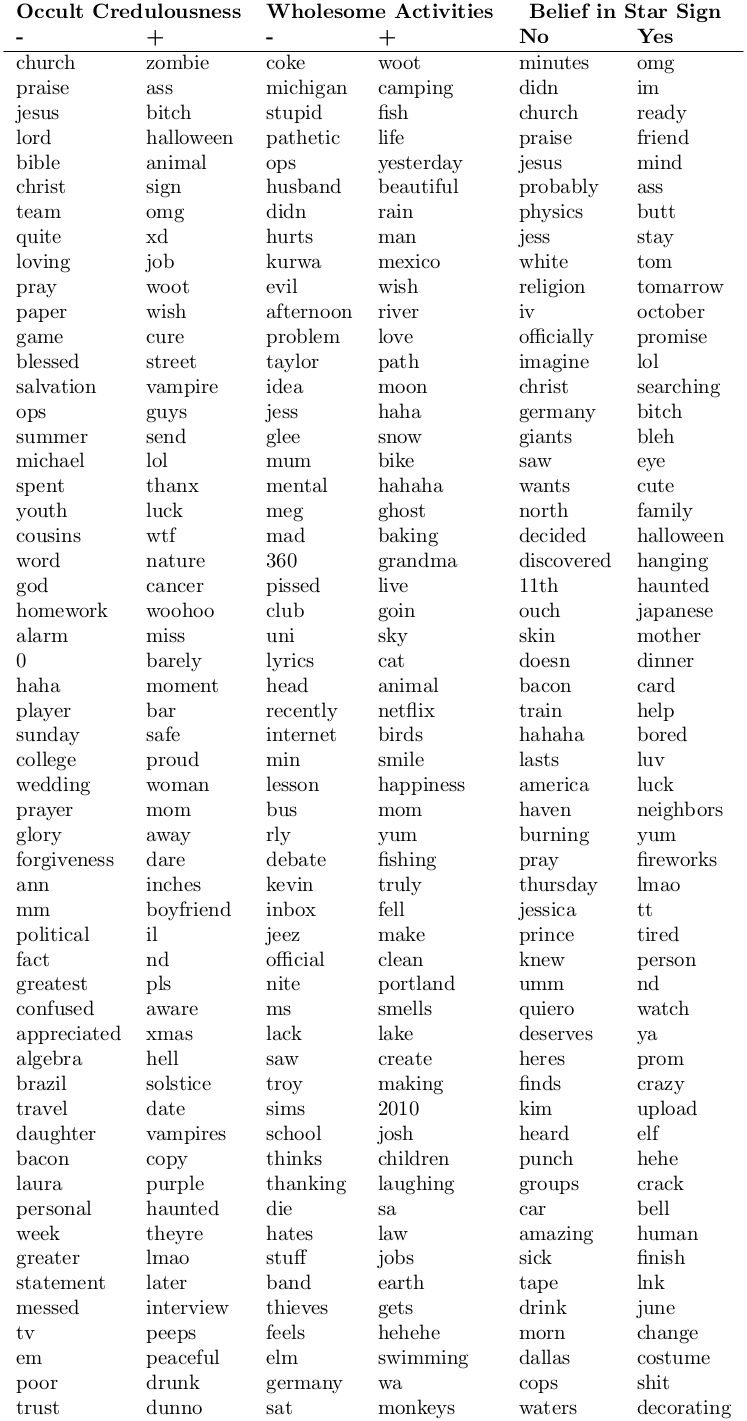 Occult Credulousness Wholesome Activities Belief in Star Sign
- + - + No Yes
church zombie coke woot minutes omg
praise ass michigan camping didn im
jesus bitch stupid fish church ready
lord halloween pathetic life praise friend
bible animal ops yesterday jesus mind
christ sign husband beautiful probably ass
team omg didn rain physics butt
quite xd hurts man jess stay
loving job kurwa mexico white tom
pray woot evil wish religion tomarrow
paper wish afternoon river iv october
game cure problem love officially promise
blessed street taylor path imagine lol
salvation vampire idea moon christ searching
ops guys jess haha germany bitch
summer send glee snow giants bleh
michael lol mum bike saw eye
spent thanx mental hahaha wants cute
youth luck meg ghost north family
cousins wtf mad baking decided halloween
word nature 360 grandma discovered hanging
god cancer pissed live 11th haunted
homework woohoo club goin ouch japanese
alarm miss uni sky skin mother
0 barely lyrics cat doesn dinner
haha moment head animal bacon card
player bar recently netflix train help
sunday safe internet birds hahaha bored
college proud min smile lasts luv
wedding woman lesson happiness america luck
prayer mom bus mom haven neighbors
glory away rly yum burning yum
forgiveness dare debate fishing pray fireworks
ann inches kevin truly thursday lmao
mm boyfriend inbox fell jessica tt
political il jeez make prince tired
fact nd official clean knew person
greatest pls nite portland umm nd
confused aware ms smells quiero watch
appreciated xmas lack lake deserves ya
algebra hell saw create heres prom
brazil solstice troy making finds crazy
travel date sims 2010 kim upload
daughter vampires school josh heard elf
bacon copy thinks children punch hehe
laura purple thanking laughing groups crack
personal haunted die sa car bell
week theyre hates law amazing human
greater lmao stuff jobs sick finish
statement later band earth tape lnk
messed interview thieves gets drink june
tv peeps feels hehehe morn change
em peaceful elm swimming dallas costume
poor drunk germany wa cops shit
trust dunno sat monkeys waters decorating